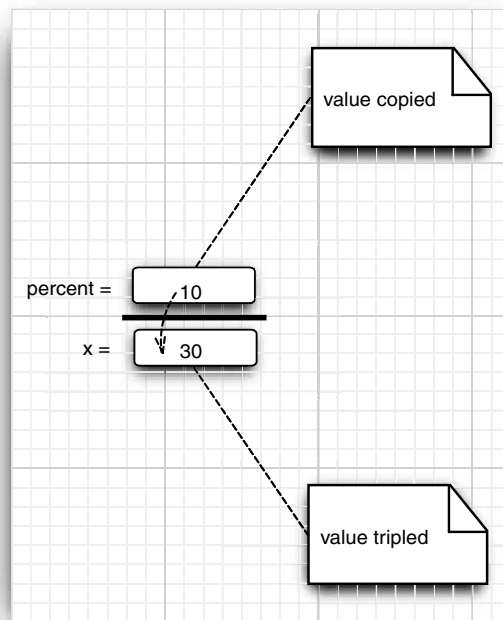 value copied
percent = 10
x = 30
value tripled